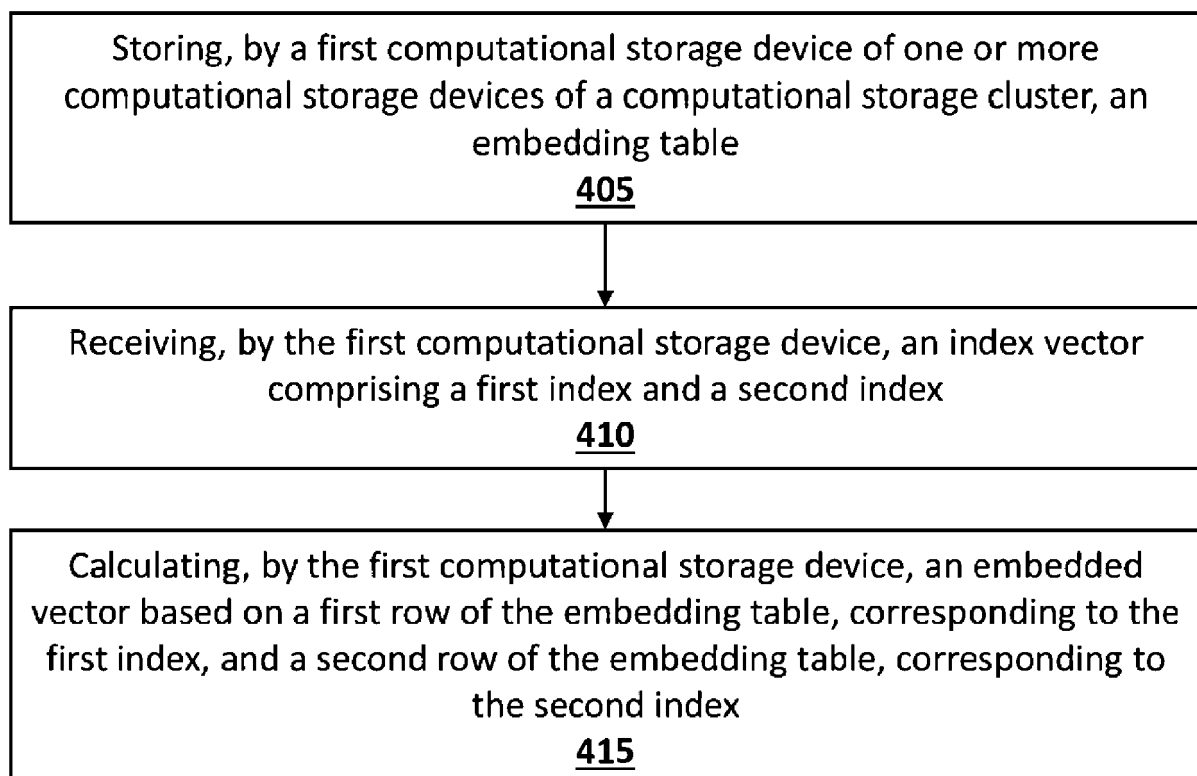 Storing, by a first computational storage device of one or more
computational storage devices of a computational storage cluster, an
embedding table
405
Receiving, by the first computational storage device, an index vector
comprising a first index and a second index
410
Calculating, by the first computational storage device, an embedded
vector based on a first row of the embedding table, corresponding to the
first index, and a second row of the embedding table, corresponding to
the second index
415